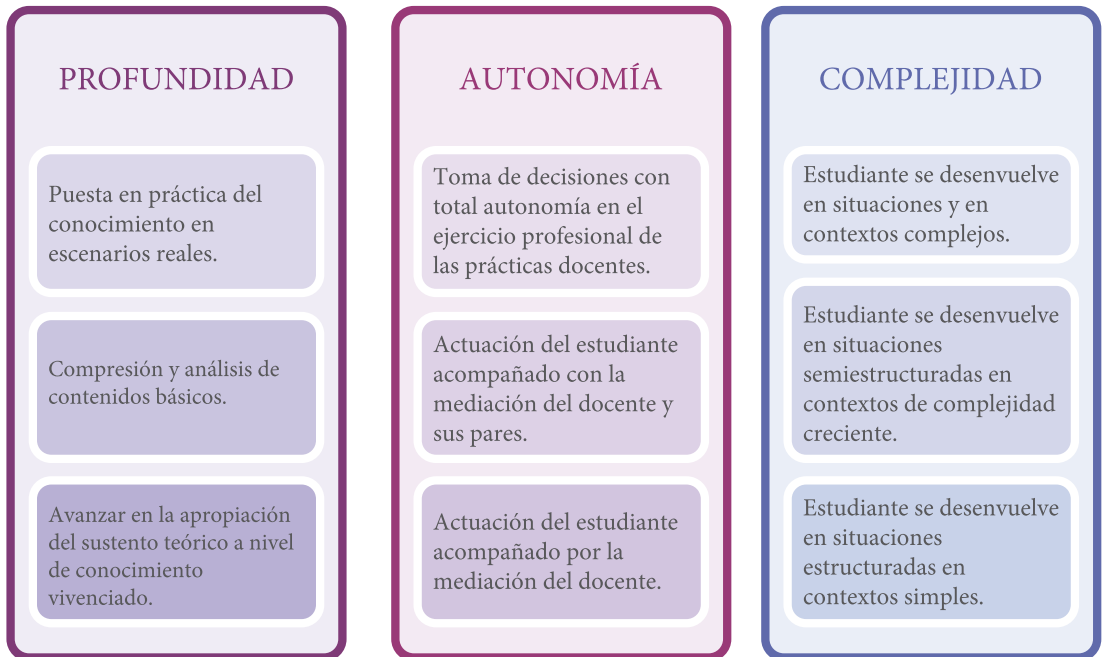 PROFUNDIDAD
Puesta en práctica del
conocimiento en
escenarios reales.
Compresión y análisis de
contenidos básicos.
Avanzar en la apropiación
del sustento teórico a nivel
de conocimiento
vivenciado.
AUTONOMÍA
Toma de decisiones con
total autonomía en el
ejercicio profesional de
las prácticas docentes.
Actuación del estudiante
acompañado con la
mediación del docente y
sus pares.
Actuación del estudiante
acompañado por la
mediación del docente.
COMPLEJIDAD
Estudiante se desenvuelve
en situaciones y en
contextos complejos.
Estudiante se desenvuelve
en situaciones
semiestructuradas en
contextos de complejidad
creciente.
Estudiante se desenvuelve
en situaciones
estructuradas en
contextos simples.